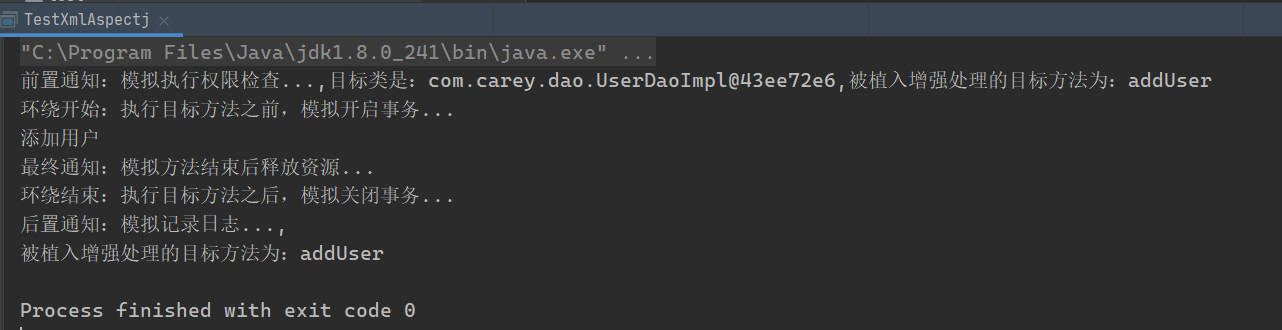 TestXmlAspectj
"C:\Program Files\Java\jdk1.8.0_241\bin\java.exe" ...
前置通知：模拟执行权限检查...,目标类是：com.carey.dao.UserDaoImpl@43ee72e6,被植入增强处理的目标方法为：addUser
环绕开始：执行目标方法之前，模拟开启事务...
添加用户
最终通知：模拟方法结束后释放资源...
环绕结束：执行目标方法之后，模拟关闭事务...
后置通知：模拟记录日志...,
被植入增强处理的目标方法为：addUser
Process finished with exit code 0